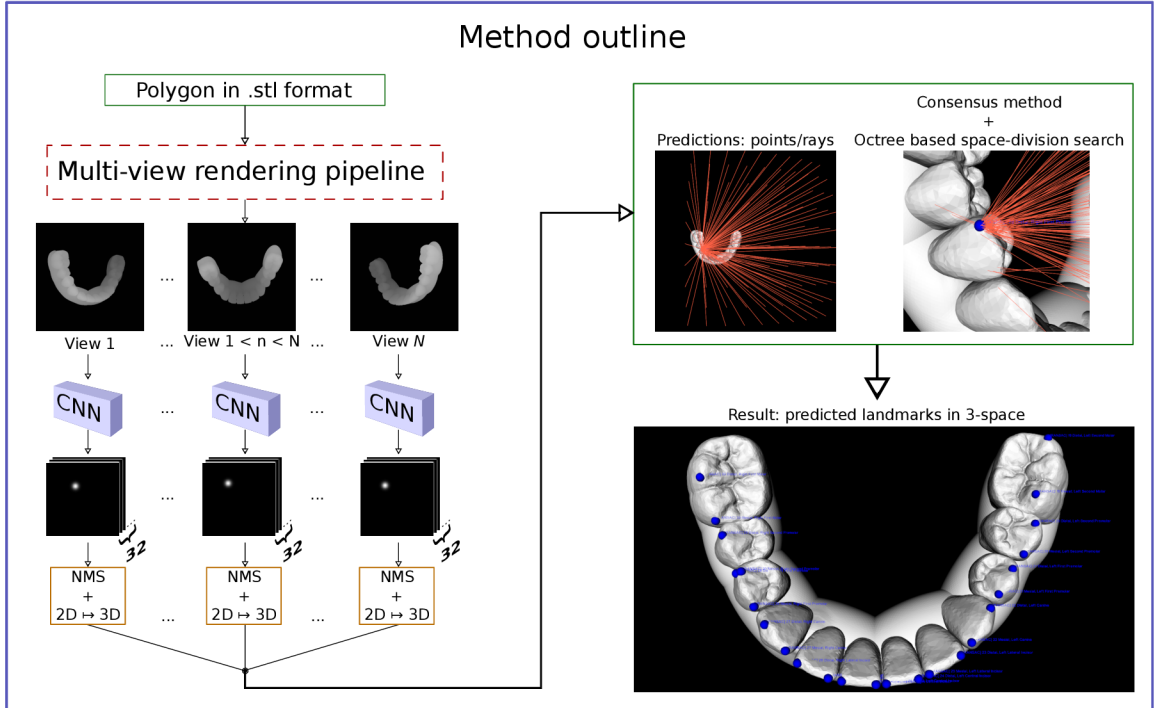 Method outline
Polygon in .stl format
Multi-view rendering pipeline
... ...
View 1 ... View 1 < n < N ... View N
CNN ... CNN ... CNN
... ...
32 32 32
NMS NMS NMS
+ + +
2D ↦ 3D ... 2D ↦ 3D ... 2D ↦ 3D
Predictions: points/rays
Consensus method
+
Octree based space-division search
Result: predicted landmarks in 3-space